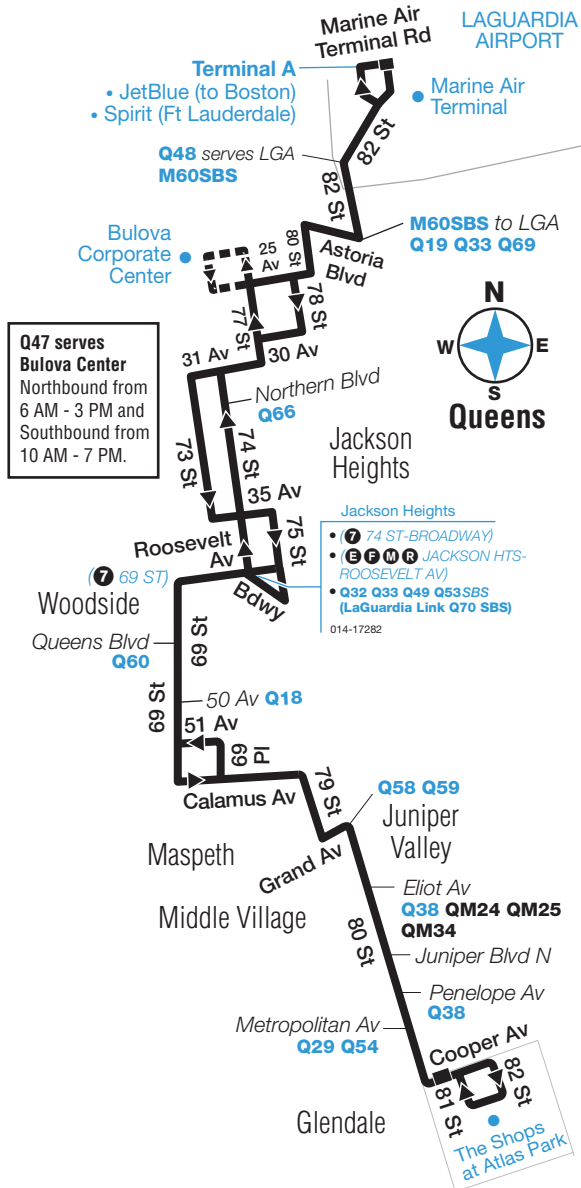 Marine Air
Terminal Rd
LAGUARDIA
AIRPORT
Terminal A
• JetBlue (to Boston)
• Spirit (Ft Lauderdale)
Marine Air
Terminal
82 St
Q48 serves LGA
M60SBS
82 St
M60SBS to LGA
Q19 Q33 Q69
Bulova
Corporate
Center
25
Av
80 St
Astoria
Blvd
78 St
77 St
N
W
E
S
Queens
Q47 serves
Bulova Center
Northbound from
6 AM - 3 PM and
Southbound from
10 AM - 7 PM.
31 Av
30 Av
Northern Blvd
Q66
73 St
74 St
Jackson
Heights
35 Av
75 St
Roosevelt
Av
Bdwy
Jackson Heights
• (7 74 ST-BROADWAY)
• (E F M R JACKSON HTS-
ROOSEVELT AV)
• Q32 Q33 Q49 Q53SBS
(LaGuardia Link Q70 SBS)
014-17282
(7 69 ST)
Woodside
69 St
Queens Blvd
Q60
69 St
50 Av Q18
51 Av
69
Pl
Calamus Av
79 St
Q58 Q59
Juniper
Valley
Maspeth
Grand Av
Middle Village
Eliot Av
Q38 QM24 QM25
QM34
80 St
Juniper Blvd N
Penelope Av
Q38
Metropolitan Av
Q29 Q54
Cooper Av
82 St
81 St
Glendale
The Shops
at Atlas Park